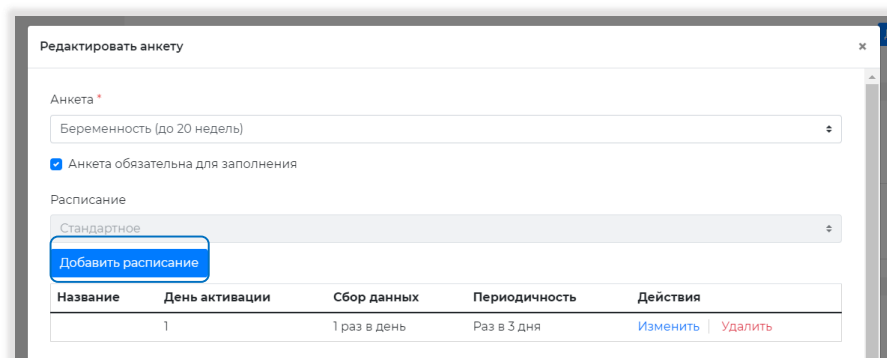 Редактировать анкету ×
Анкета *
Беременность (до 20 недель)
Анкета обязательна для заполнения
Расписание
Стандартное
Добавить расписание
Название День активации Сбор данных Периодичность Действия
1 1 раз в день Раз в 3 дня Изменить | Удалить